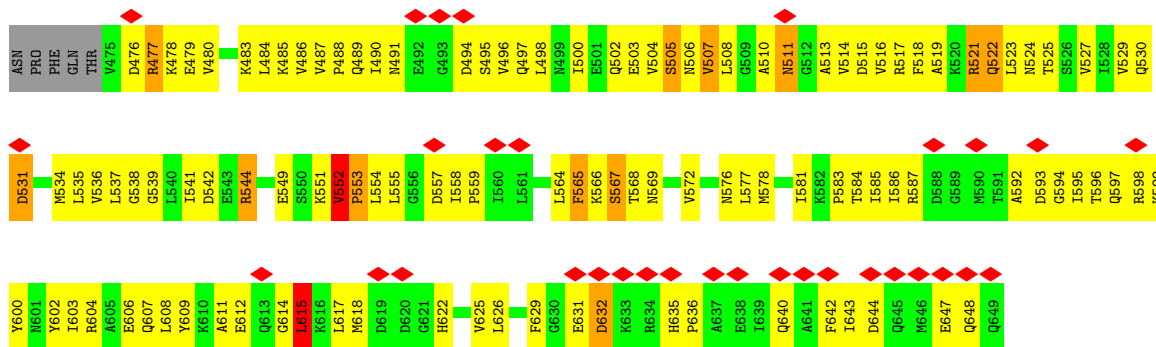 ASN PRO PHE GLN THR V475 D476 R477 K478 E479 V480 K483 L484 K485 V486 V487 P488 Q489 I490 N491 E492 G493 D494 S495 V496 Q497 L498 N499 I500 E501 Q502 E503 V504 S505 N506 V507 L508 G509 A510 N511 G512 A513 V514 D515 V516 R517 F518 A519 K520 R521 Q522 L523 N524 T525 S526 V527 I528 V529 Q530
D531 M534 L535 V536 L537 G538 G539 L540 I541 D542 E543 R544 E549 S550 K551 V552 P553 L554 L555 G556 D557 I558 P559 I560 L561 L564 F565 K566 S567 T568 N569 V572 N576 L577 M578 I581 K582 P583 T584 I585 I586 R587 D588 G589 M590 T591 A592 D593 G594 I595 T596 Q597 R598 K599
Y600 N601 Y602 I603 R604 A605 E606 Q607 L608 Y609 K610 A611 E612 Q613 G614 L615 K616 L617 M618 D619 D620 G621 H622 V625 L626 F629 G630 E631 D632 K633 R634 H635 P636 A637 E638 I639 Q640 A641 F642 I643 D644 Q645 M646 E647 Q648 Q649